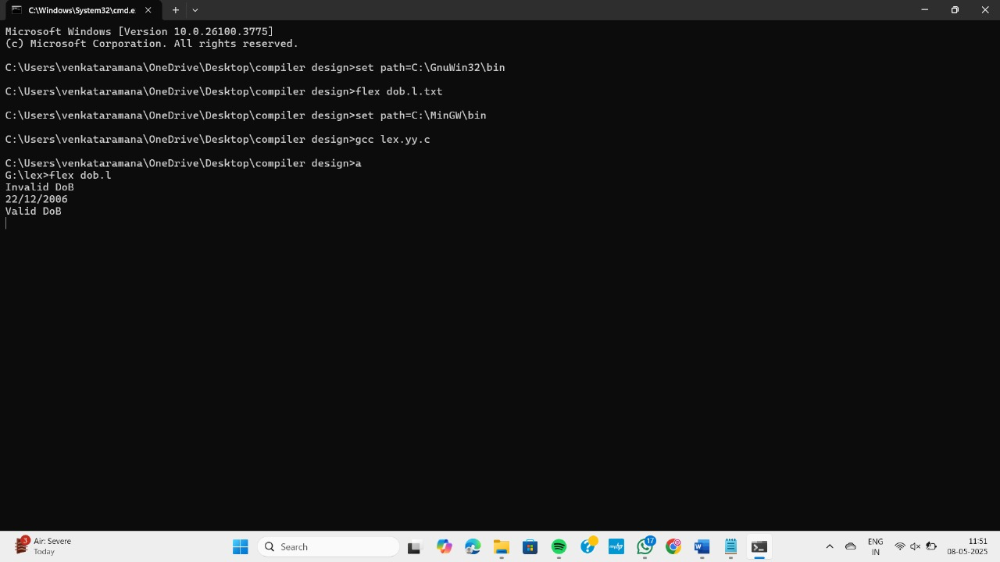 C:\Windows\System32\cmd.e
Microsoft Windows [Version 10.0.26100.3775]
(c) Microsoft Corporation. All rights reserved.
C:\Users\venkataramana\OneDrive\Desktop\compiler design>set path=C:\GnuWin32\bin
C:\Users\venkataramana\OneDrive\Desktop\compiler design>flex dob.l.txt
C:\Users\venkataramana\OneDrive\Desktop\compiler design>set path=C:\MinGW\bin
C:\Users\venkataramana\OneDrive\Desktop\compiler design>gcc lex.yy.c
C:\Users\venkataramana\OneDrive\Desktop\compiler design>a
G:\lex>flex dob.l
Invalid DoB
22/12/2006
Valid DoB
3
Air: Severe
Today
Search
myhp
17
W
ENG
IN
11:51
08-05-2025